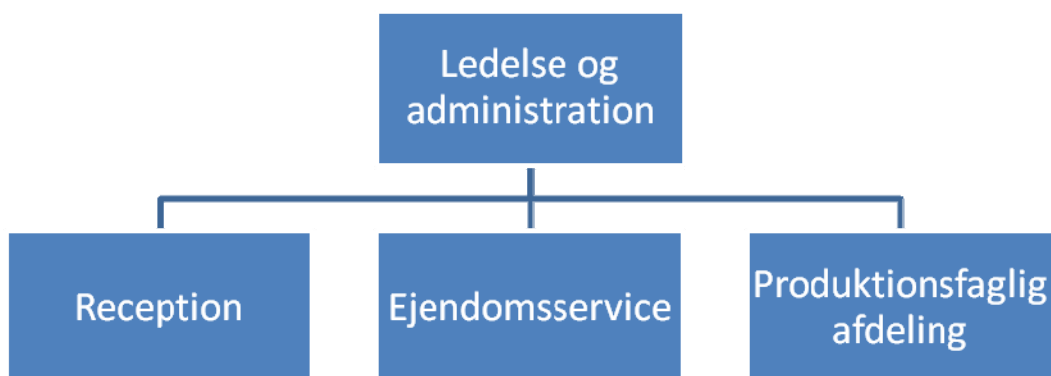 Ledelse og
administration
Reception
Ejendomsservice
Produktionsfaglig
afdeling